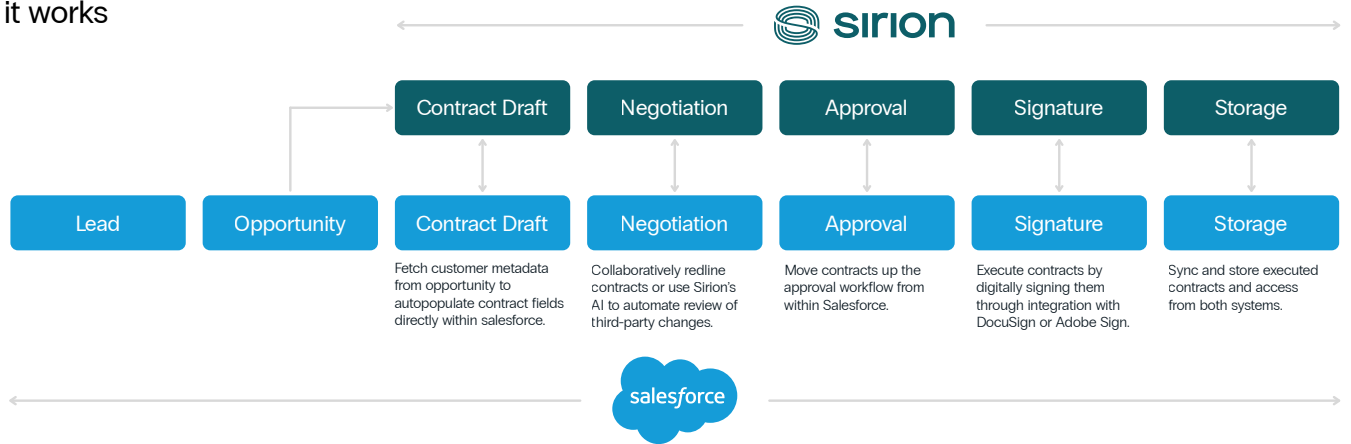 it works
sirion
Contract Draft
Negotiation
Approval
Signature
Storage
Lead
Opportunity
Contract Draft
Negotiation
Approval
Signature
Storage
Fetch customer metadata
from opportunity to
autopopulate contract fields
directly within salesforce.
Collaboratively redline
contracts or use Sirion's
AI to automate review of
third-party changes.
Move contracts up the
approval workflow from
within Salesforce.
Execute contracts by
digitally signing them
through integration with
DocuSign or Adobe Sign.
Sync and store executed
contracts and access
from both systems.
salesforce